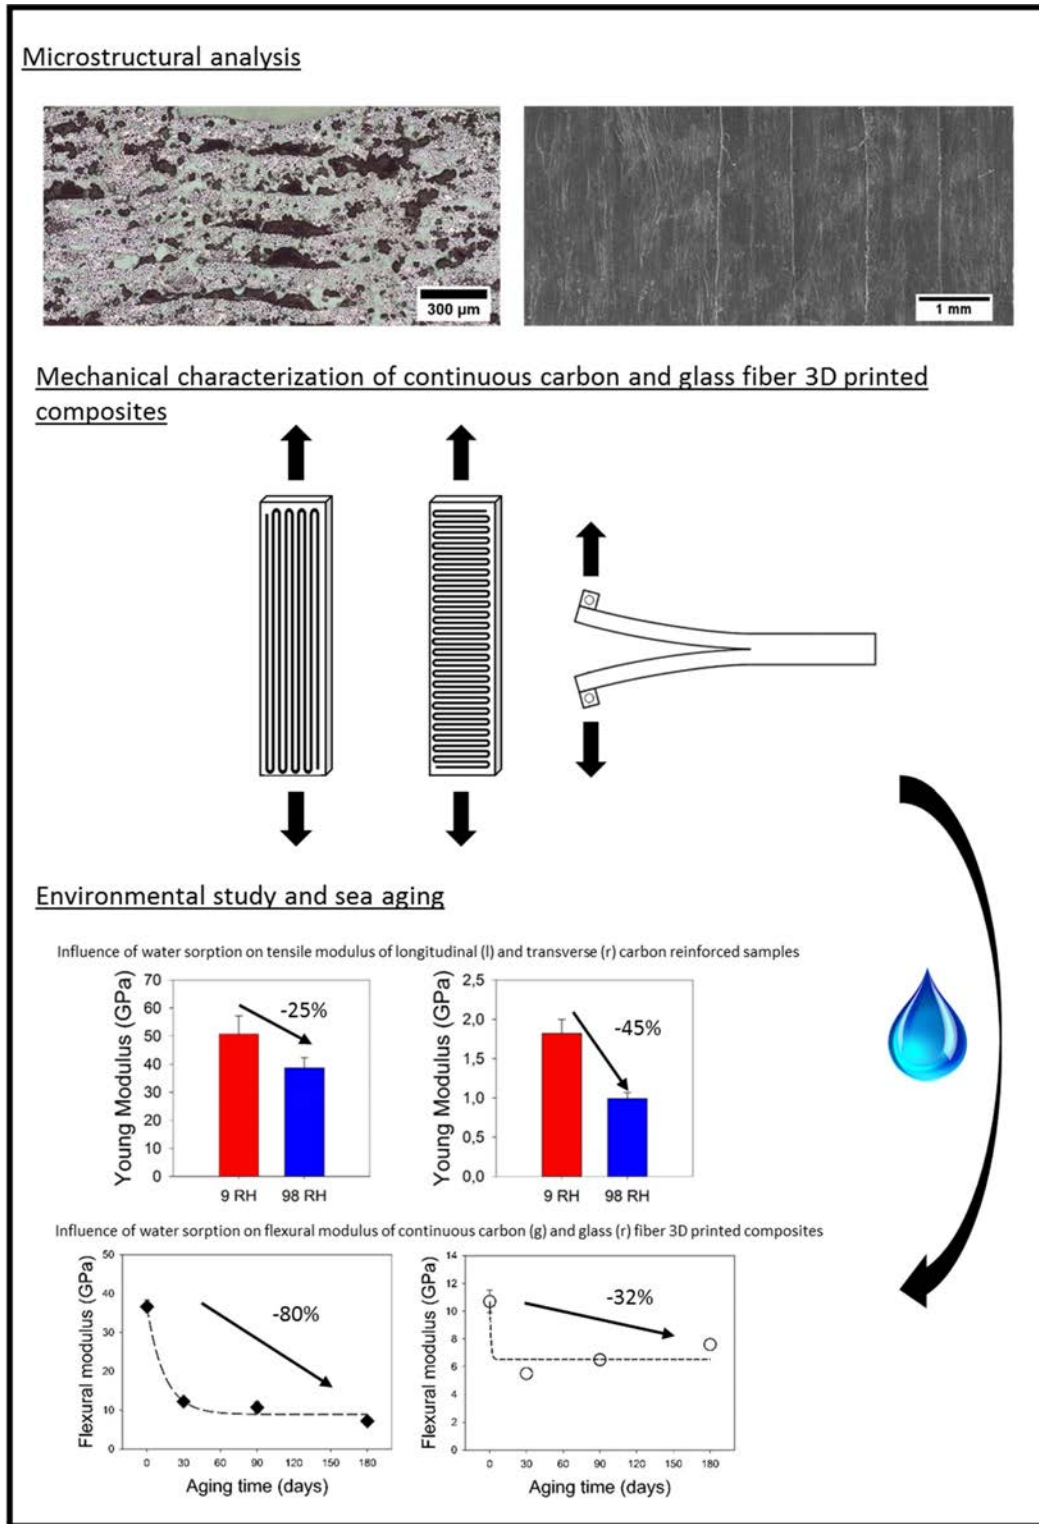 Microstructural analysis
300 µm
1 mm
Mechanical characterization of continuous carbon and glass fiber 3D printed
composites
Environmental study and sea aging
Influence of water sorption on tensile modulus of longitudinal (l) and transverse (r) carbon reinforced samples
Young Modulus (GPa)
70
60
50
40
30
20
10
0
-25%
9 RH
98 RH
Young Modulus (GPa)
2,5
2,0
1,5
1,0
0,5
0,0
-45%
9 RH
98 RH
Influence of water sorption on flexural modulus of continuous carbon (g) and glass (r) fiber 3D printed composites
Flexural modulus (GPa)
50
40
30
20
10
0
-80%
0 30 60 90 120 150 180
Aging time (days)
Flexural modulus (GPa)
14
12
10
8
6
4
2
0
-32%
0 30 60 90 120 150 180
Aging time (days)